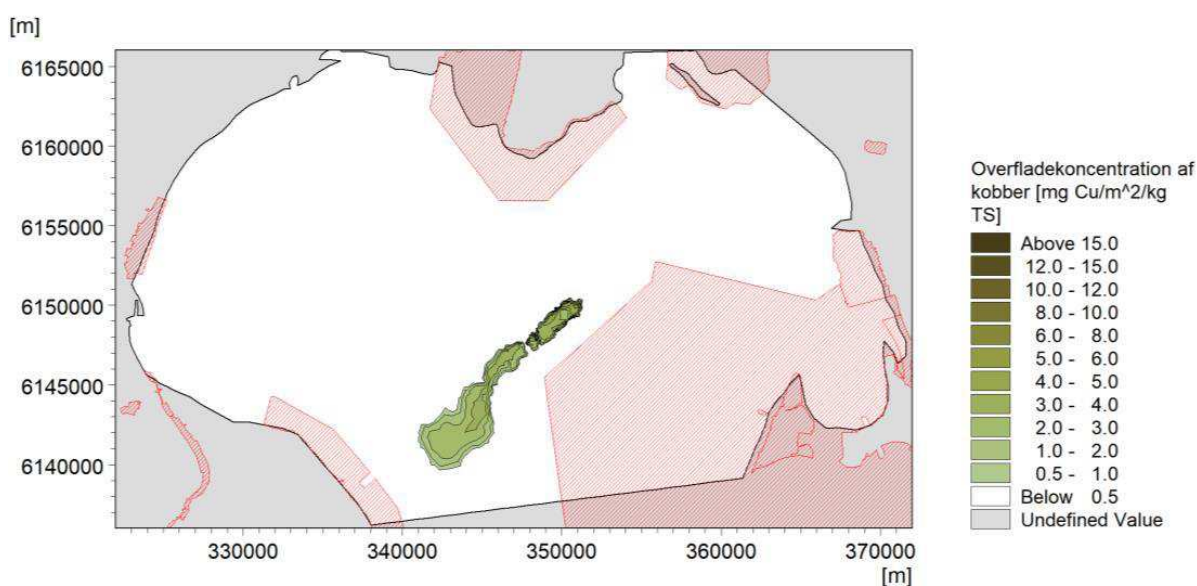 [m]
6165000
6160000
6155000
6150000
6145000
6140000
330000 340000 350000 360000 370000
[m]
Overfladekoncentration af
kobber [mg Cu/m^2/kg
TS]
Above 15.0
12.0 - 15.0
10.0 - 12.0
8.0 - 10.0
6.0 - 8.0
5.0 - 6.0
4.0 - 5.0
3.0 - 4.0
2.0 - 3.0
1.0 - 2.0
0.5 - 1.0
Below 0.5
Undefined Value